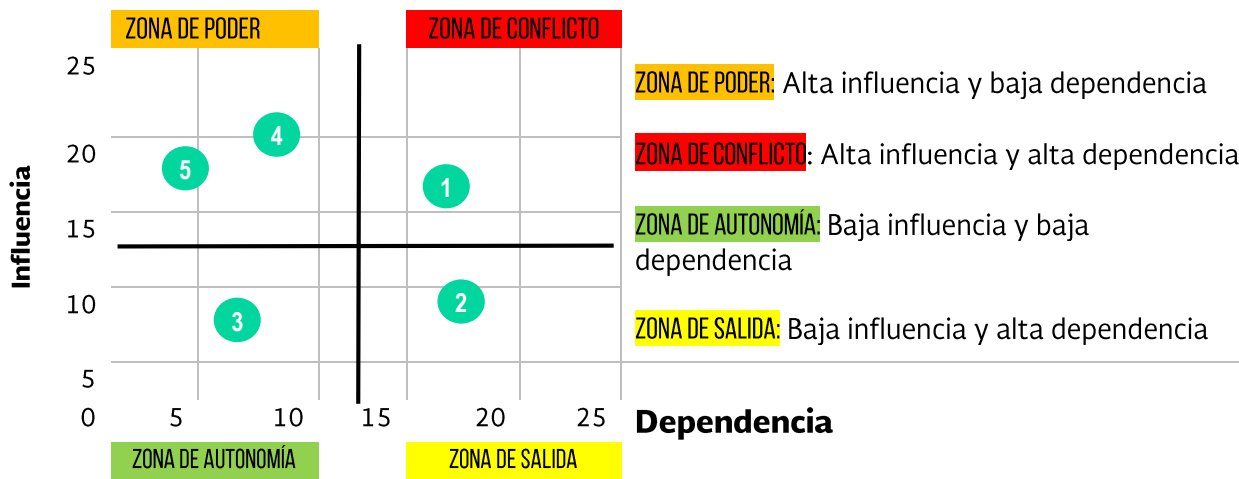 ZONA DE PODER
ZONA DE CONFLICTO
25
20
15
10
5
0
Influencia
4
5
1
3
2
5
10
15
20
25
Dependencia
ZONA DE AUTONOMÍA
ZONA DE SALIDA
ZONA DE PODER: Alta influencia y baja dependencia
ZONA DE CONFLICTO: Alta influencia y alta dependencia
ZONA DE AUTONOMÍA: Baja influencia y baja
dependencia
ZONA DE SALIDA: Baja influencia y alta dependencia